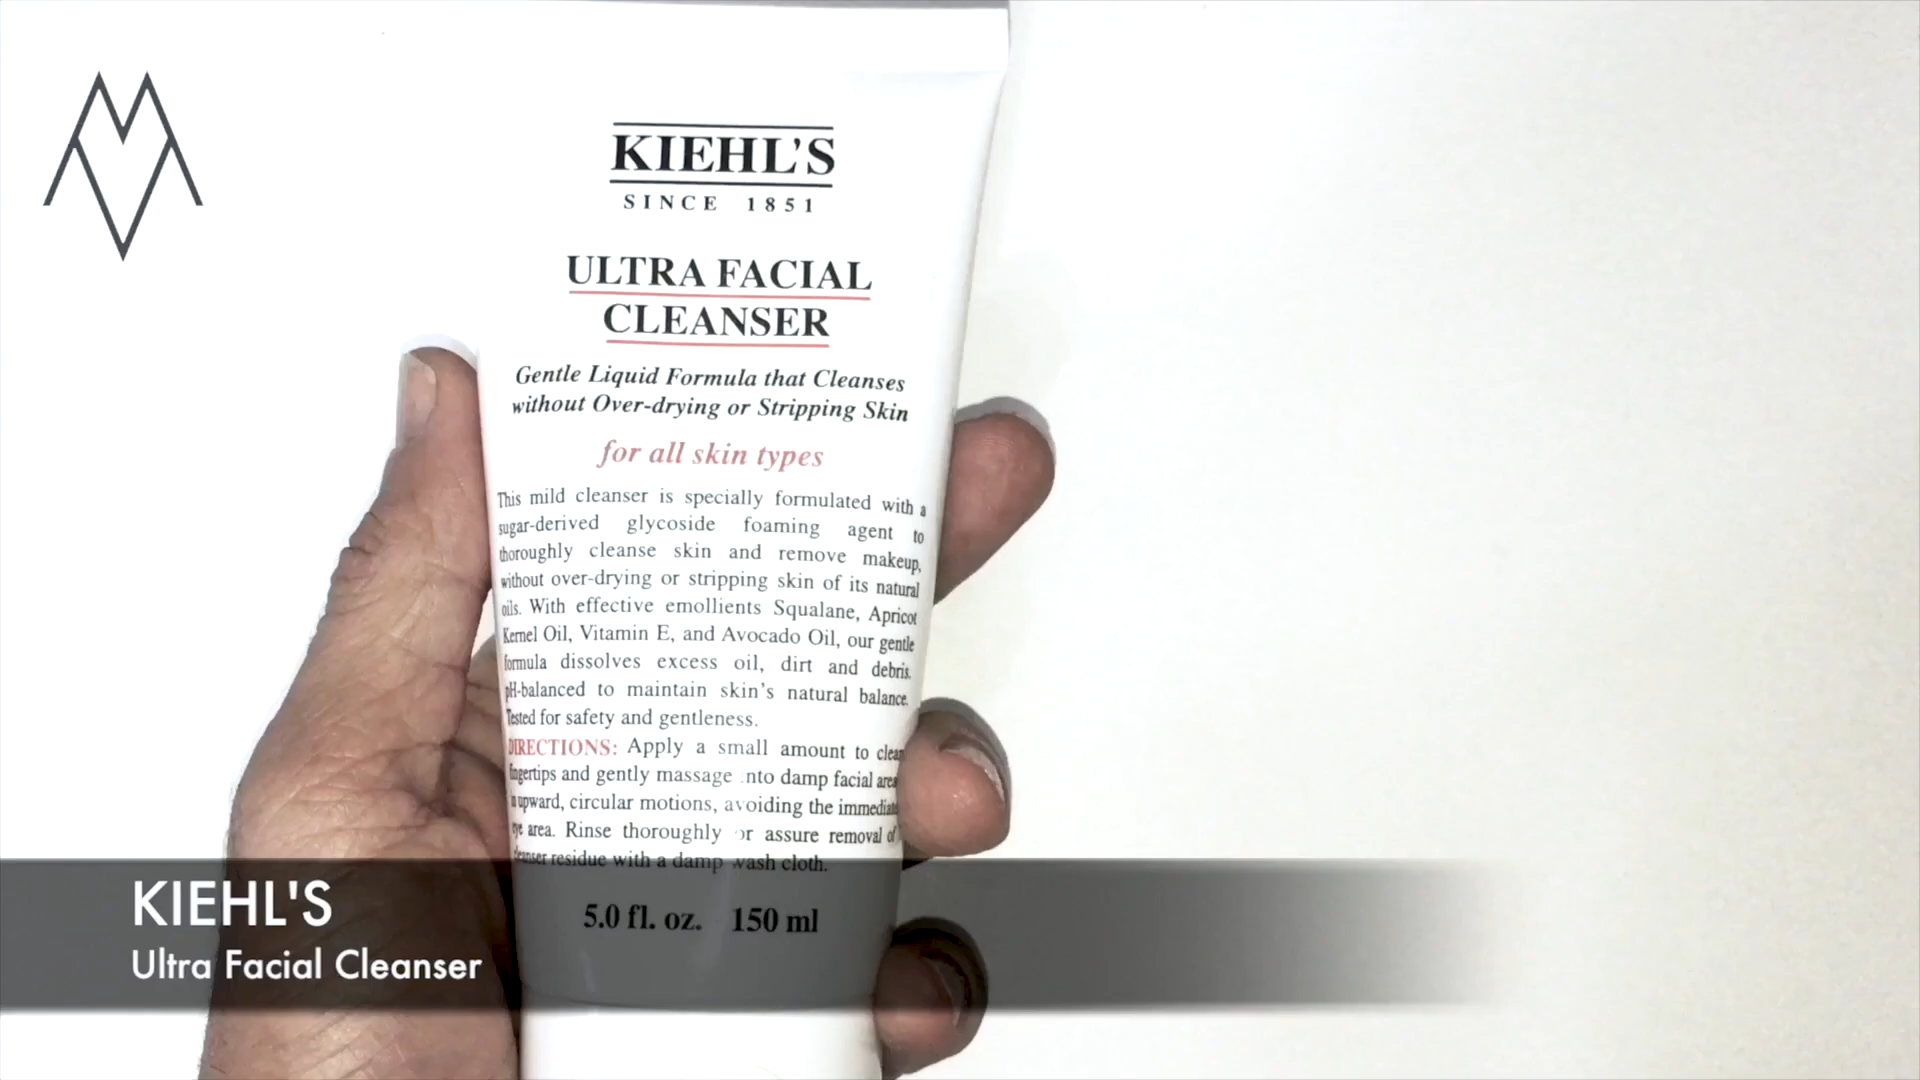 KIEHL'S
SINCE 1851
ULTRA FACIAL
CLEANSER
Gentle Liquid Formula that Cleanses
without Over-drying or Stripping Skin
for all skin types
This mild cleanser is specially formulated with a
sugar-derived glycoside foaming agent to
thoroughly cleanse skin and remove makeup,
without over-drying or stripping skin of its natural
oils. With effective emollients Squalane, Apricot
Kernel Oil, Vitamin E, and Avocado Oil, our gentle
formula dissolves excess oil, dirt and debris.
pH-balanced to maintain skin's natural balance.
Tested for safety and gentleness.
DIRECTIONS: Apply a small amount to clean
fingertips and gently massage into damp facial area
in upward, circular motions, avoiding the immediate
eye area. Rinse thoroughly or assure removal of
cleanser residue with a damp wash cloth.
5.0 fl. oz. 150 ml
KIEHL'S
Ultra Facial Cleanser